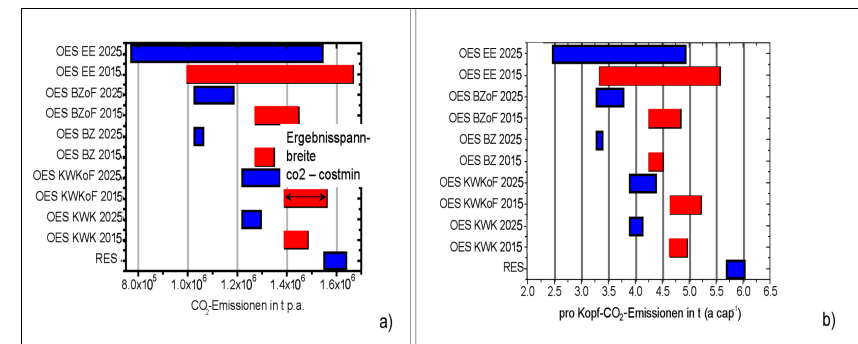 OES EE 2025
OES EE 2015
OES BZoF 2025
OES BZoF 2015
OES BZ 2025
OES BZ 2015
OES KWKoF 2025
OES KWKoF 2015
OES KWK 2025
OES KWK 2015
RES
Ergebnisspann-
breite
co2 – costmin
8.0x10⁵ 1.0x10⁶ 1.2x10⁶ 1.4x10⁶ 1.6x10⁶
CO₂-Emissionen in t p.a.
a)
OES EE 2025
OES EE 2015
OES BZoF 2025
OES BZoF 2015
OES BZ 2025
OES BZ 2015
OES KWKoF 2025
OES KWKoF 2015
OES KWK 2025
OES KWK 2015
RES
2.0 2.5 3.0 3.5 4.0 4.5 5.0 5.5 6.0 6.5
pro Kopf-CO₂-Emissionen in t (a cap⁻¹)
b)